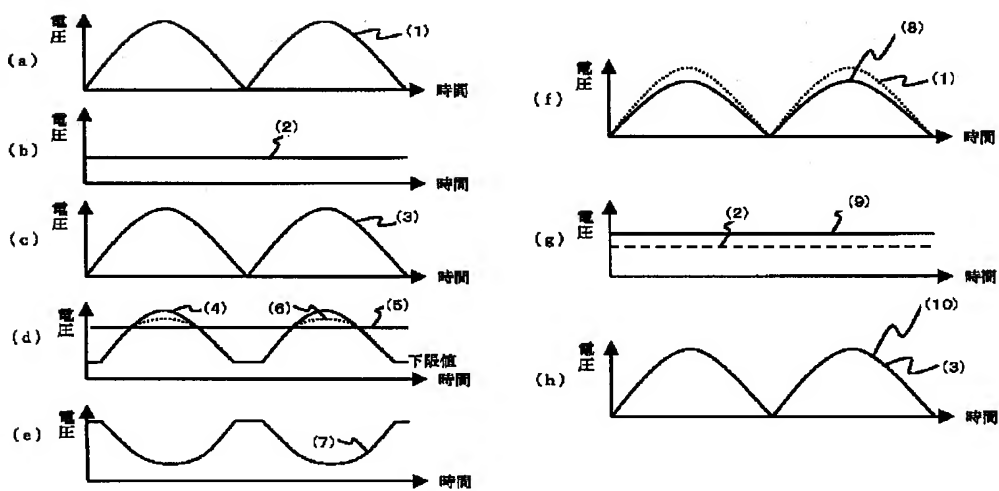 (a)
電圧
(1)
時間
(b)
電圧
(2)
時間
(c)
電圧
(3)
時間
(d)
電圧
(4)
(6)
(5)
下限値
時間
(e)
電圧
(7)
時間
(f)
電圧
(8)
(1)
時間
(g)
電圧
(2)
(9)
時間
(h)
電圧
(10)
(3)
時間